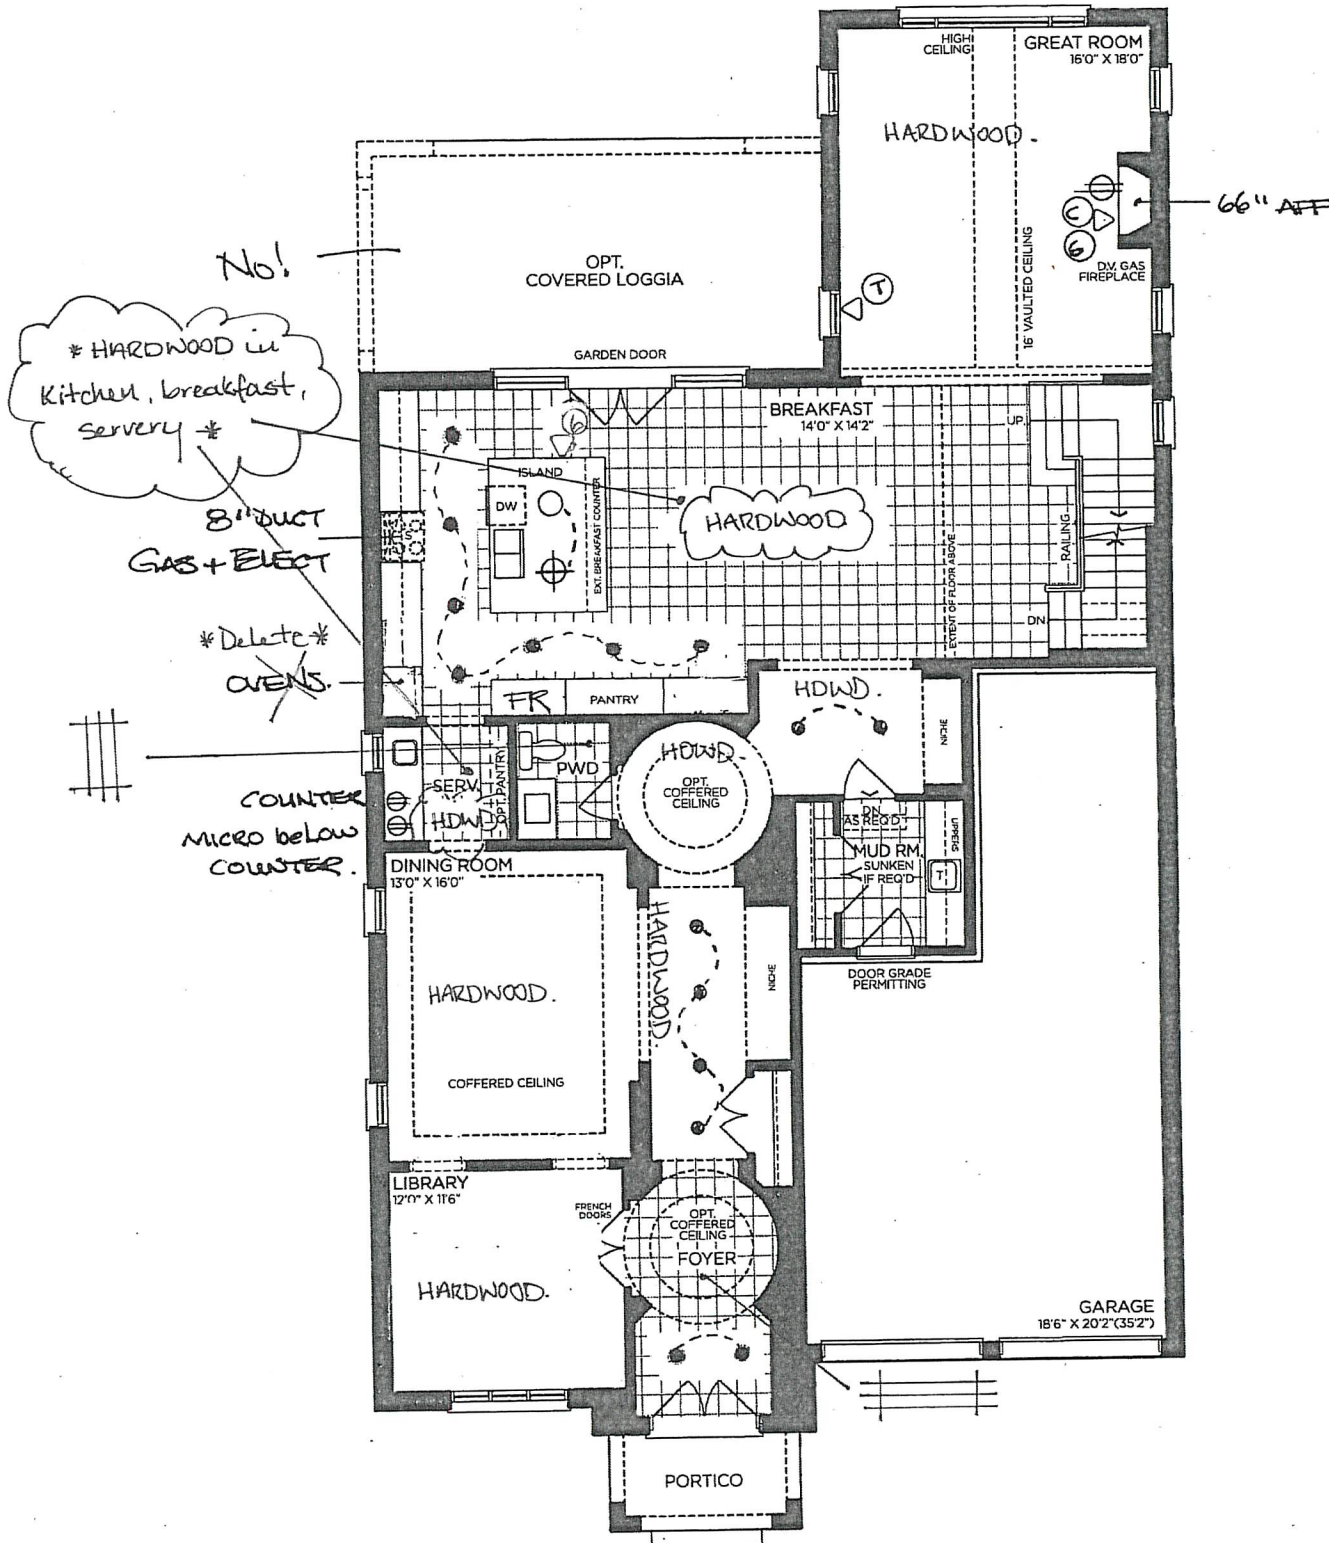 HIGH
CEILING
GREAT ROOM
16'0" X 18'0"
HARDWOOD.
66" AFF
C
6
D.V. GAS
FIREPLACE
T
16' VAULTED CEILING
No!
OPT.
COVERED LOGGIA
GARDEN DOOR
* HARDWOOD in
Kitchen, breakfast,
servery *
BREAKFAST
14'0" X 14'2"
UP
ISLAND
DW
EXT. BREAKFAST COUNTER
HARDWOOD
RAILING
EXTENT OF FLOOR ABOVE
DN
8" DUCT
GAS + ELECT
*Delete*
OVENS.
FR
PANTRY
HDWD.
NICHE
SERV.
HDWD
OPT. PANTRY
PWD
HDWD.
OPT.
COFFERED
CEILING
COUNTER
MICRO below
COUNTER.
DN
AS REQ'D
MUD RM.
SUNKEN
IF REQ'D
UPPERS
T
DOOR GRADE
PERMITTING
DINING ROOM
13'0" X 16'0"
HARDWOOD.
COFFERED CEILING
HARDWOOD.
NICHE
LIBRARY
12'0" X 11'6"
FRENCH
DOORS
HARDWOOD.
OPT.
COFFERED
CEILING
FOYER
GARAGE
18'6" X 20'2"(35'2")
PORTICO